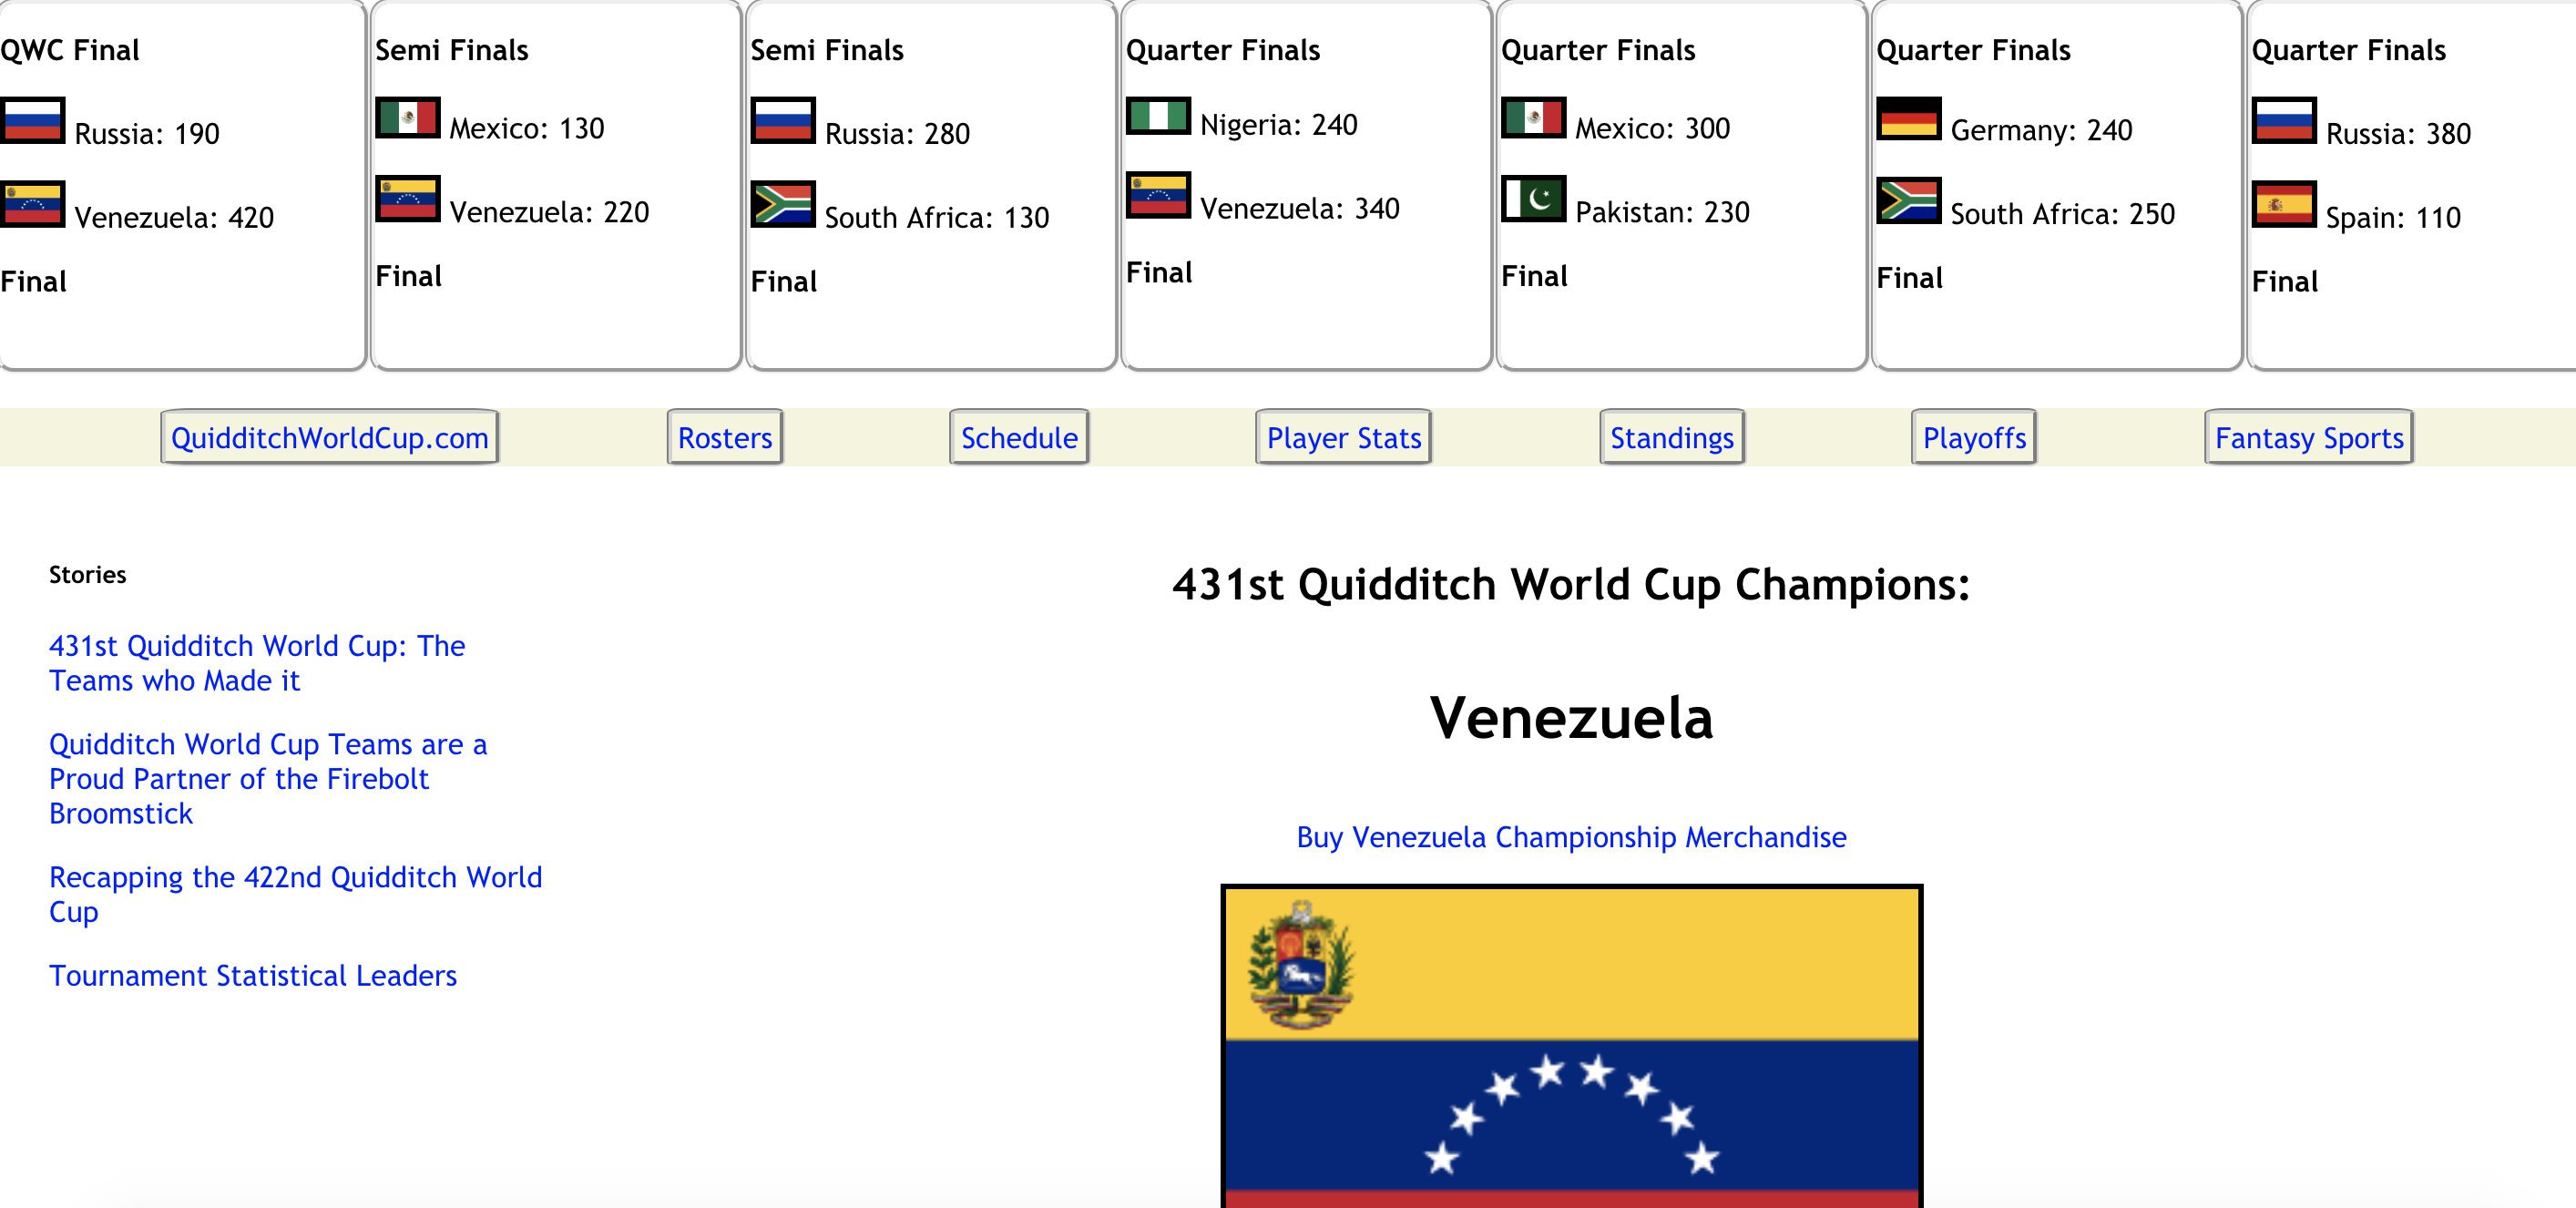 QWC Final
Russia: 190
Venezuela: 420
Final
Semi Finals
Mexico: 130
Venezuela: 220
Final
Semi Finals
Russia: 280
South Africa: 130
Final
Quarter Finals
Nigeria: 240
Venezuela: 340
Final
Quarter Finals
Mexico: 300
Pakistan: 230
Final
Quarter Finals
Germany: 240
South Africa: 250
Final
Quarter Finals
Russia: 380
Spain: 110
Final
QuidditchWorldCup.com
Rosters
Schedule
Player Stats
Standings
Playoffs
Fantasy Sports
Stories
431st Quidditch World Cup: The
Teams who Made it
Quidditch World Cup Teams are a
Proud Partner of the Firebolt
Broomstick
Recapping the 422nd Quidditch World
Cup
Tournament Statistical Leaders
431st Quidditch World Cup Champions:
Venezuela
Buy Venezuela Championship Merchandise